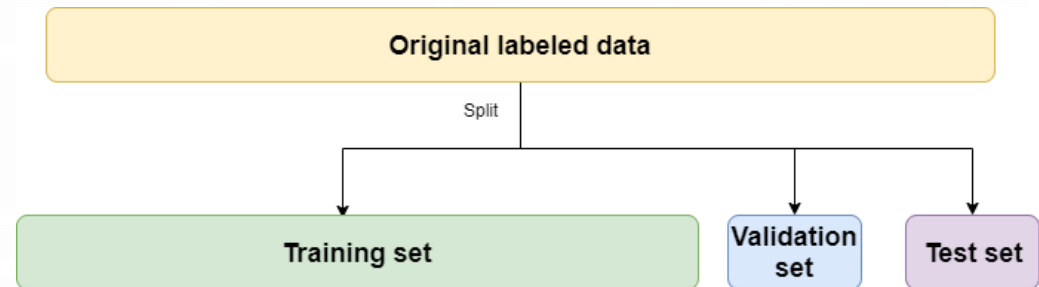 Original labeled data
Split
Training set
Validation
set
Test set